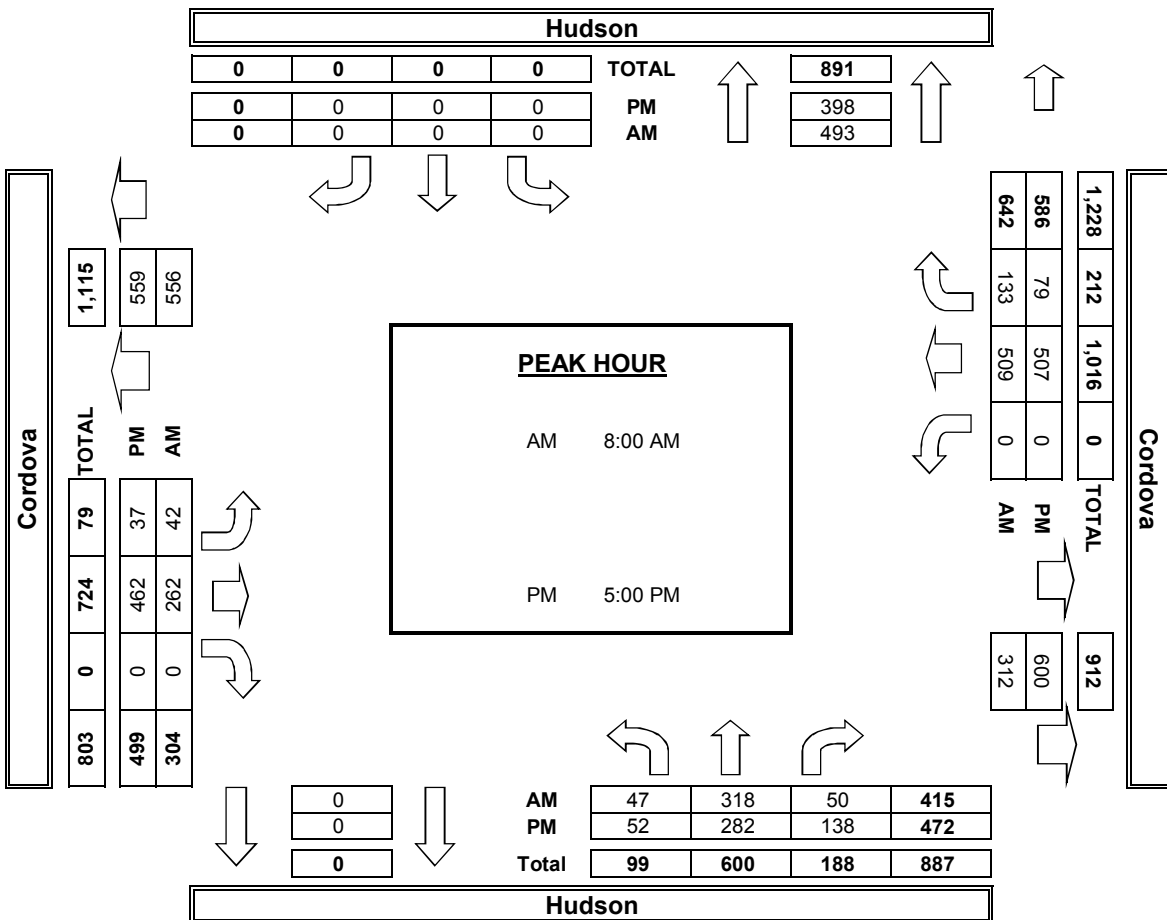 Hudson
0 0 0 0 TOTAL 891
0 0 0 0 PM 398
0 0 0 0 AM 493
Cordova
1,115
559
556
TOTAL
PM
AM
79 724 0 803
37 462 0 499
42 262 0 304
PEAK HOUR
AM 8:00 AM
PM 5:00 PM
1,228 212 1,016 0 TOTAL 912
586 79 507 0 PM 600
642 133 509 0 AM 312
Cordova
0 AM 47 318 50 415
0 PM 52 282 138 472
0 Total 99 600 188 887
Hudson